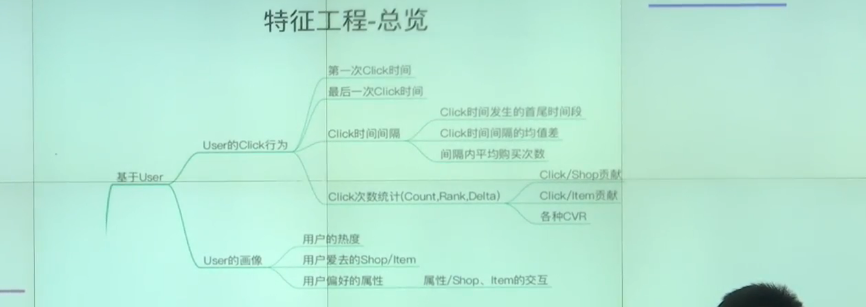 特征工程-总览
第一次Click时间
最后一次Click时间
Click时间发生的首尾时间段
Click时间间隔
Click时间间隔的均值差
User的Click行为
间隔内平均购买次数
基于User
Click/Shop贡献
Click次数统计(Count,Rank,Delta)
Click/Item贡献
各种CVR
用户的热度
User的画像
用户爱去的Shop/Item
用户偏好的属性
属性/Shop、Item的交互